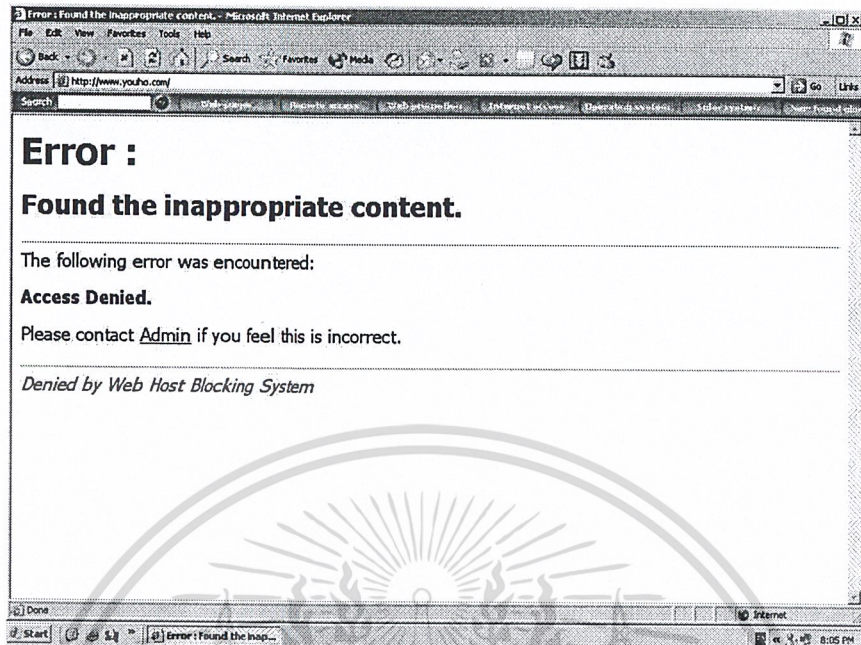 Error : Found the inappropriate content. - Microsoft Internet Explorer
File Edit View Favorites Tools Help
Back Search Favorites Media
Address http://www.youho.com/ Go Links
Search
Error :
Found the inappropriate content.
The following error was encountered:
Access Denied.
Please contact Admin if you feel this is incorrect.
Denied by Web Host Blocking System
Done Internet
Start Error : Found the inap... 8:05 PM